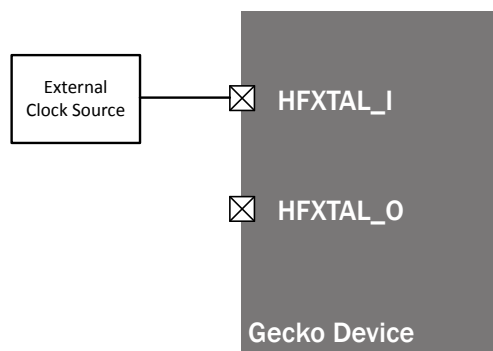 External
Clock Source
HFXTAL_I
HFXTAL_O
Gecko Device